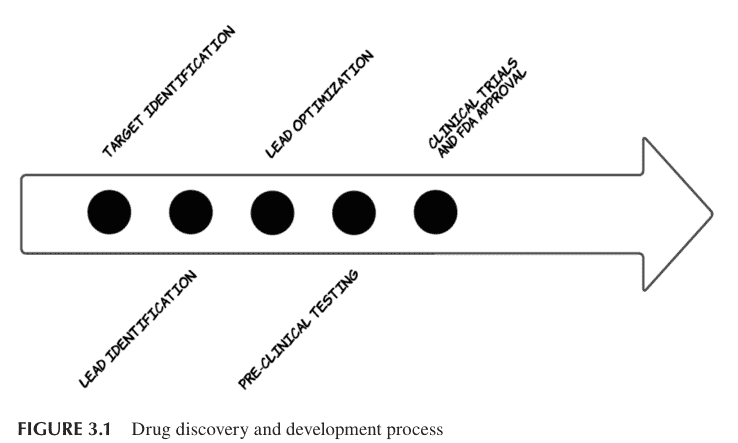 TARGET IDENTIFICATION
LEAD OPTIMIZATION
CLINICAL TRIALS
AND FDA APPROVAL
LEAD IDENTIFICATION
PRE-CLINICAL TESTING
FIGURE 3.1 Drug discovery and development process